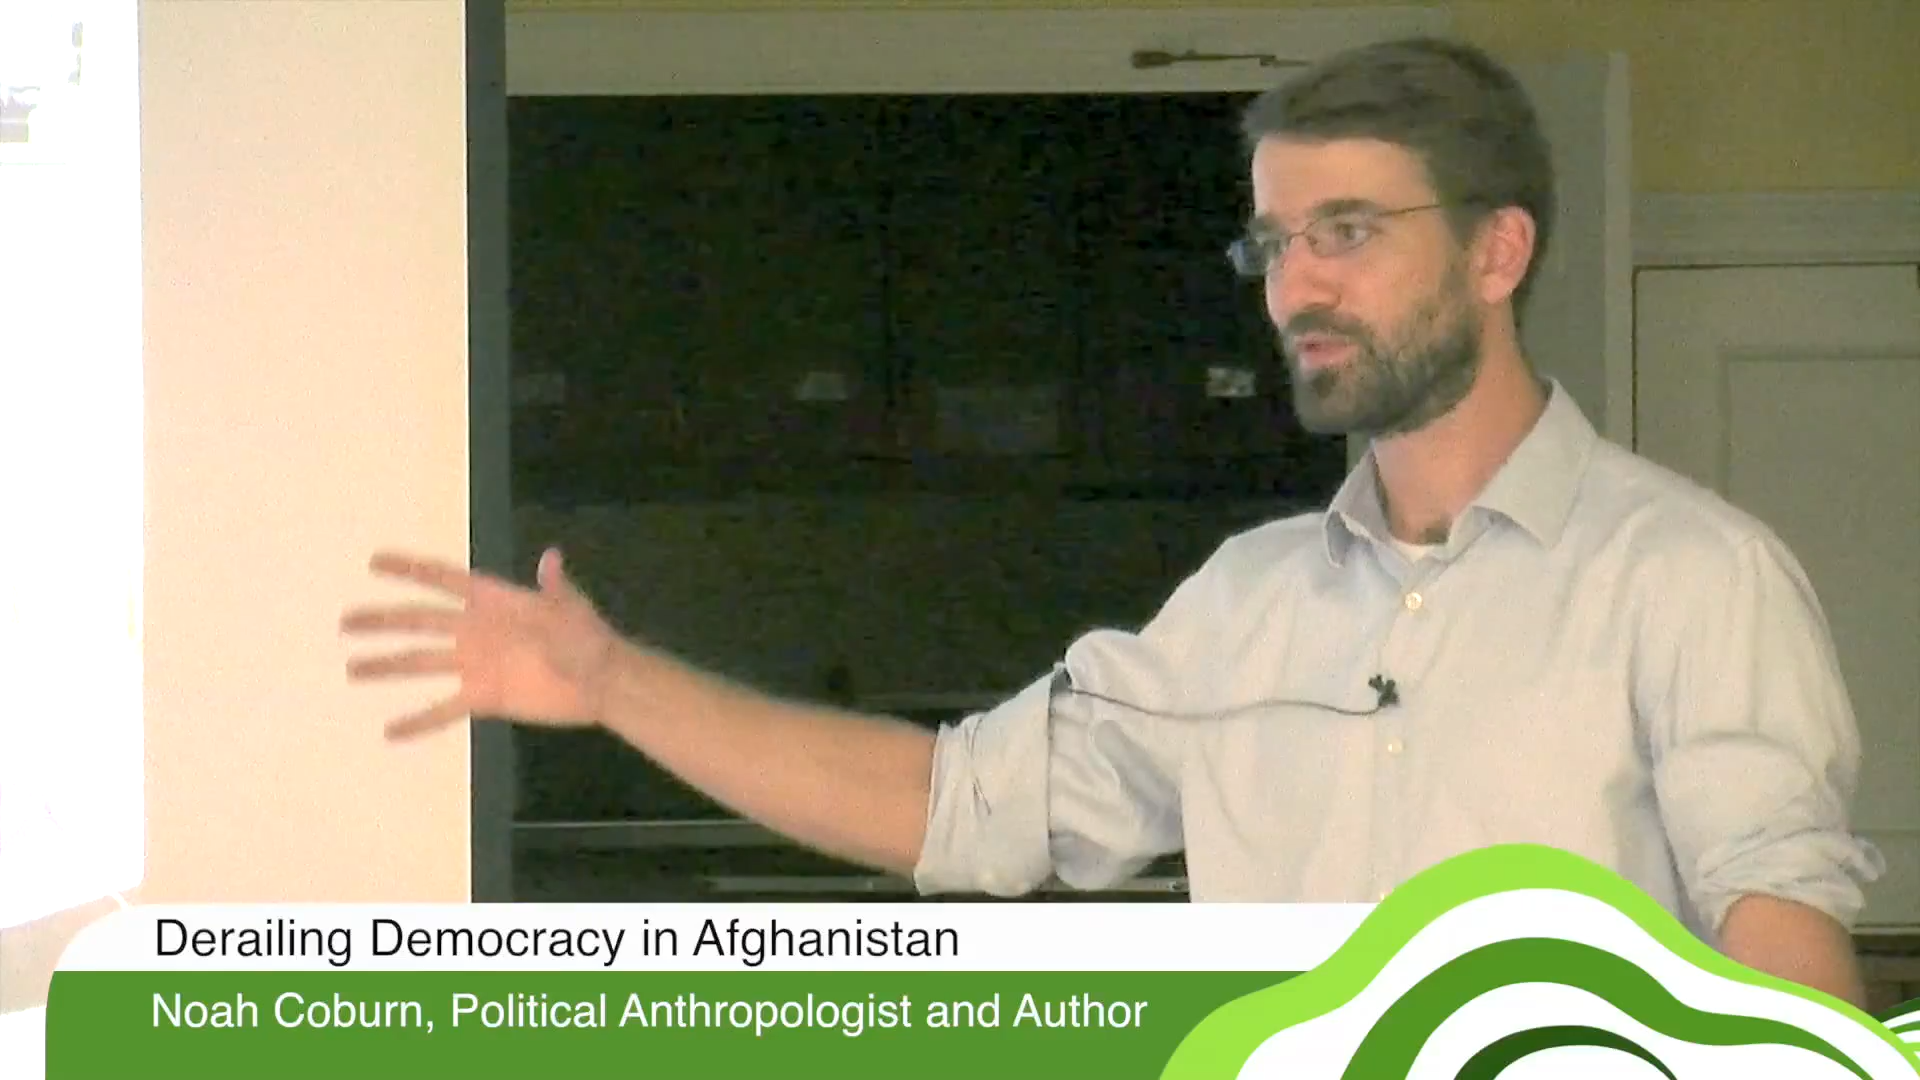 Derailing Democracy in Afghanistan
Noah Coburn, Political Anthropologist and Author